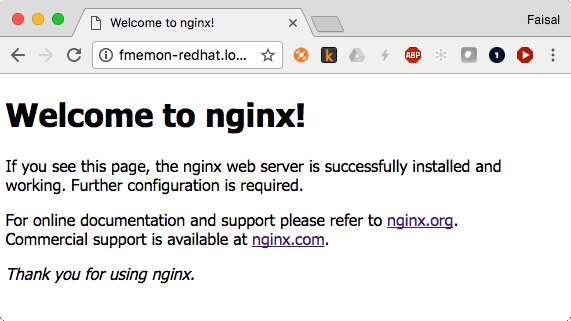 Welcome to nginx!
Faisal
fmemon-redhat.lo...
k
ABP
1
Welcome to nginx!
If you see this page, the nginx web server is successfully installed and
working. Further configuration is required.
For online documentation and support please refer to nginx.org.
Commercial support is available at nginx.com.
Thank you for using nginx.